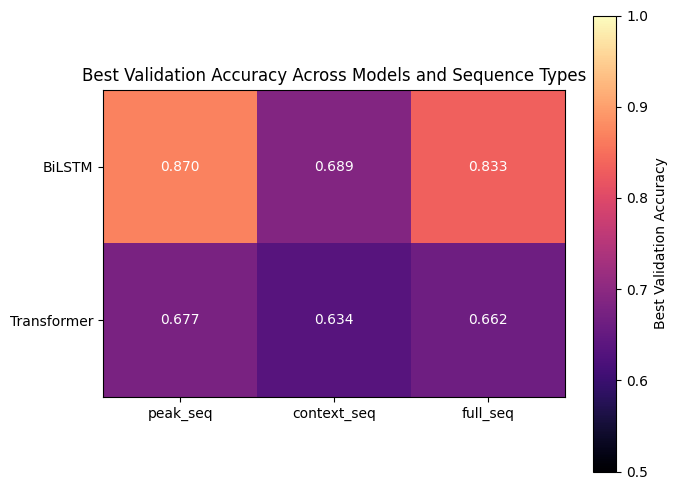 Best Validation Accuracy Across Models and Sequence Types
BiLSTM
0.870 0.689 0.833
Transformer
0.677 0.634 0.662
peak_seq context_seq full_seq
1.0
0.9
0.8
0.7
0.6
0.5
Best Validation Accuracy